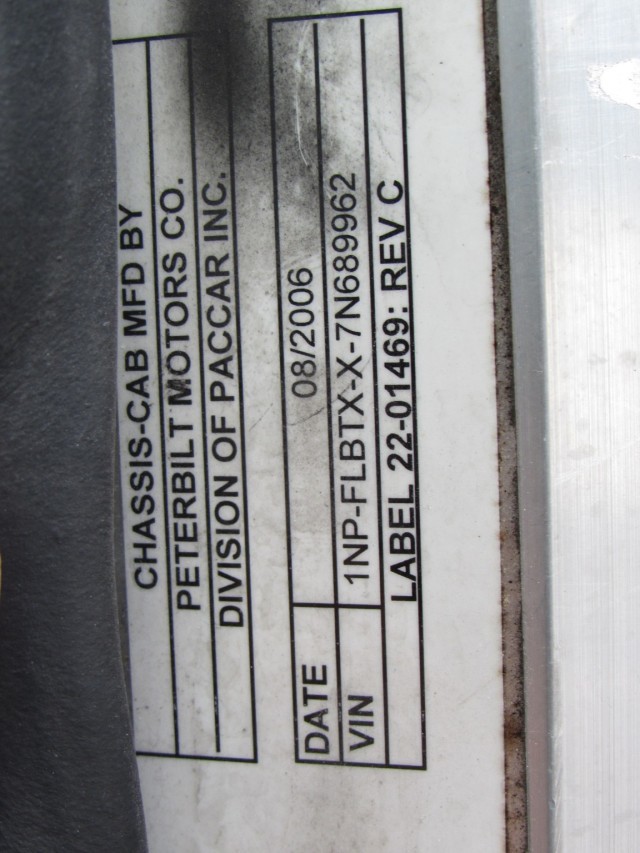 CHASSIS-CAB MFD BY
PETERBILT MOTORS CO.
DIVISION OF PACCAR INC.
DATE 08/2006
VIN 1NP-FLBTX-X-7N689962
LABEL 22-01469: REV C